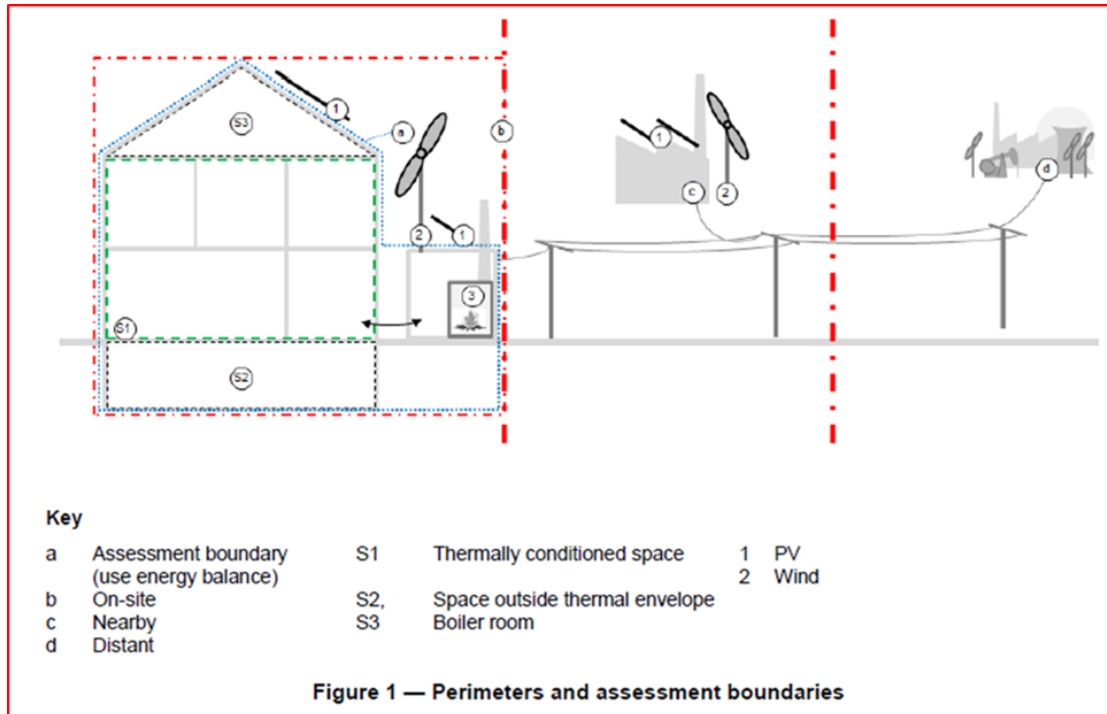 S3
1
a
b
1
c
2
d
2
1
3
S1
S2
Key
a Assessment boundary S1 Thermally conditioned space 1 PV
(use energy balance) 2 Wind
b On-site S2, Space outside thermal envelope
c Nearby S3 Boiler room
d Distant
Figure 1 — Perimeters and assessment boundaries